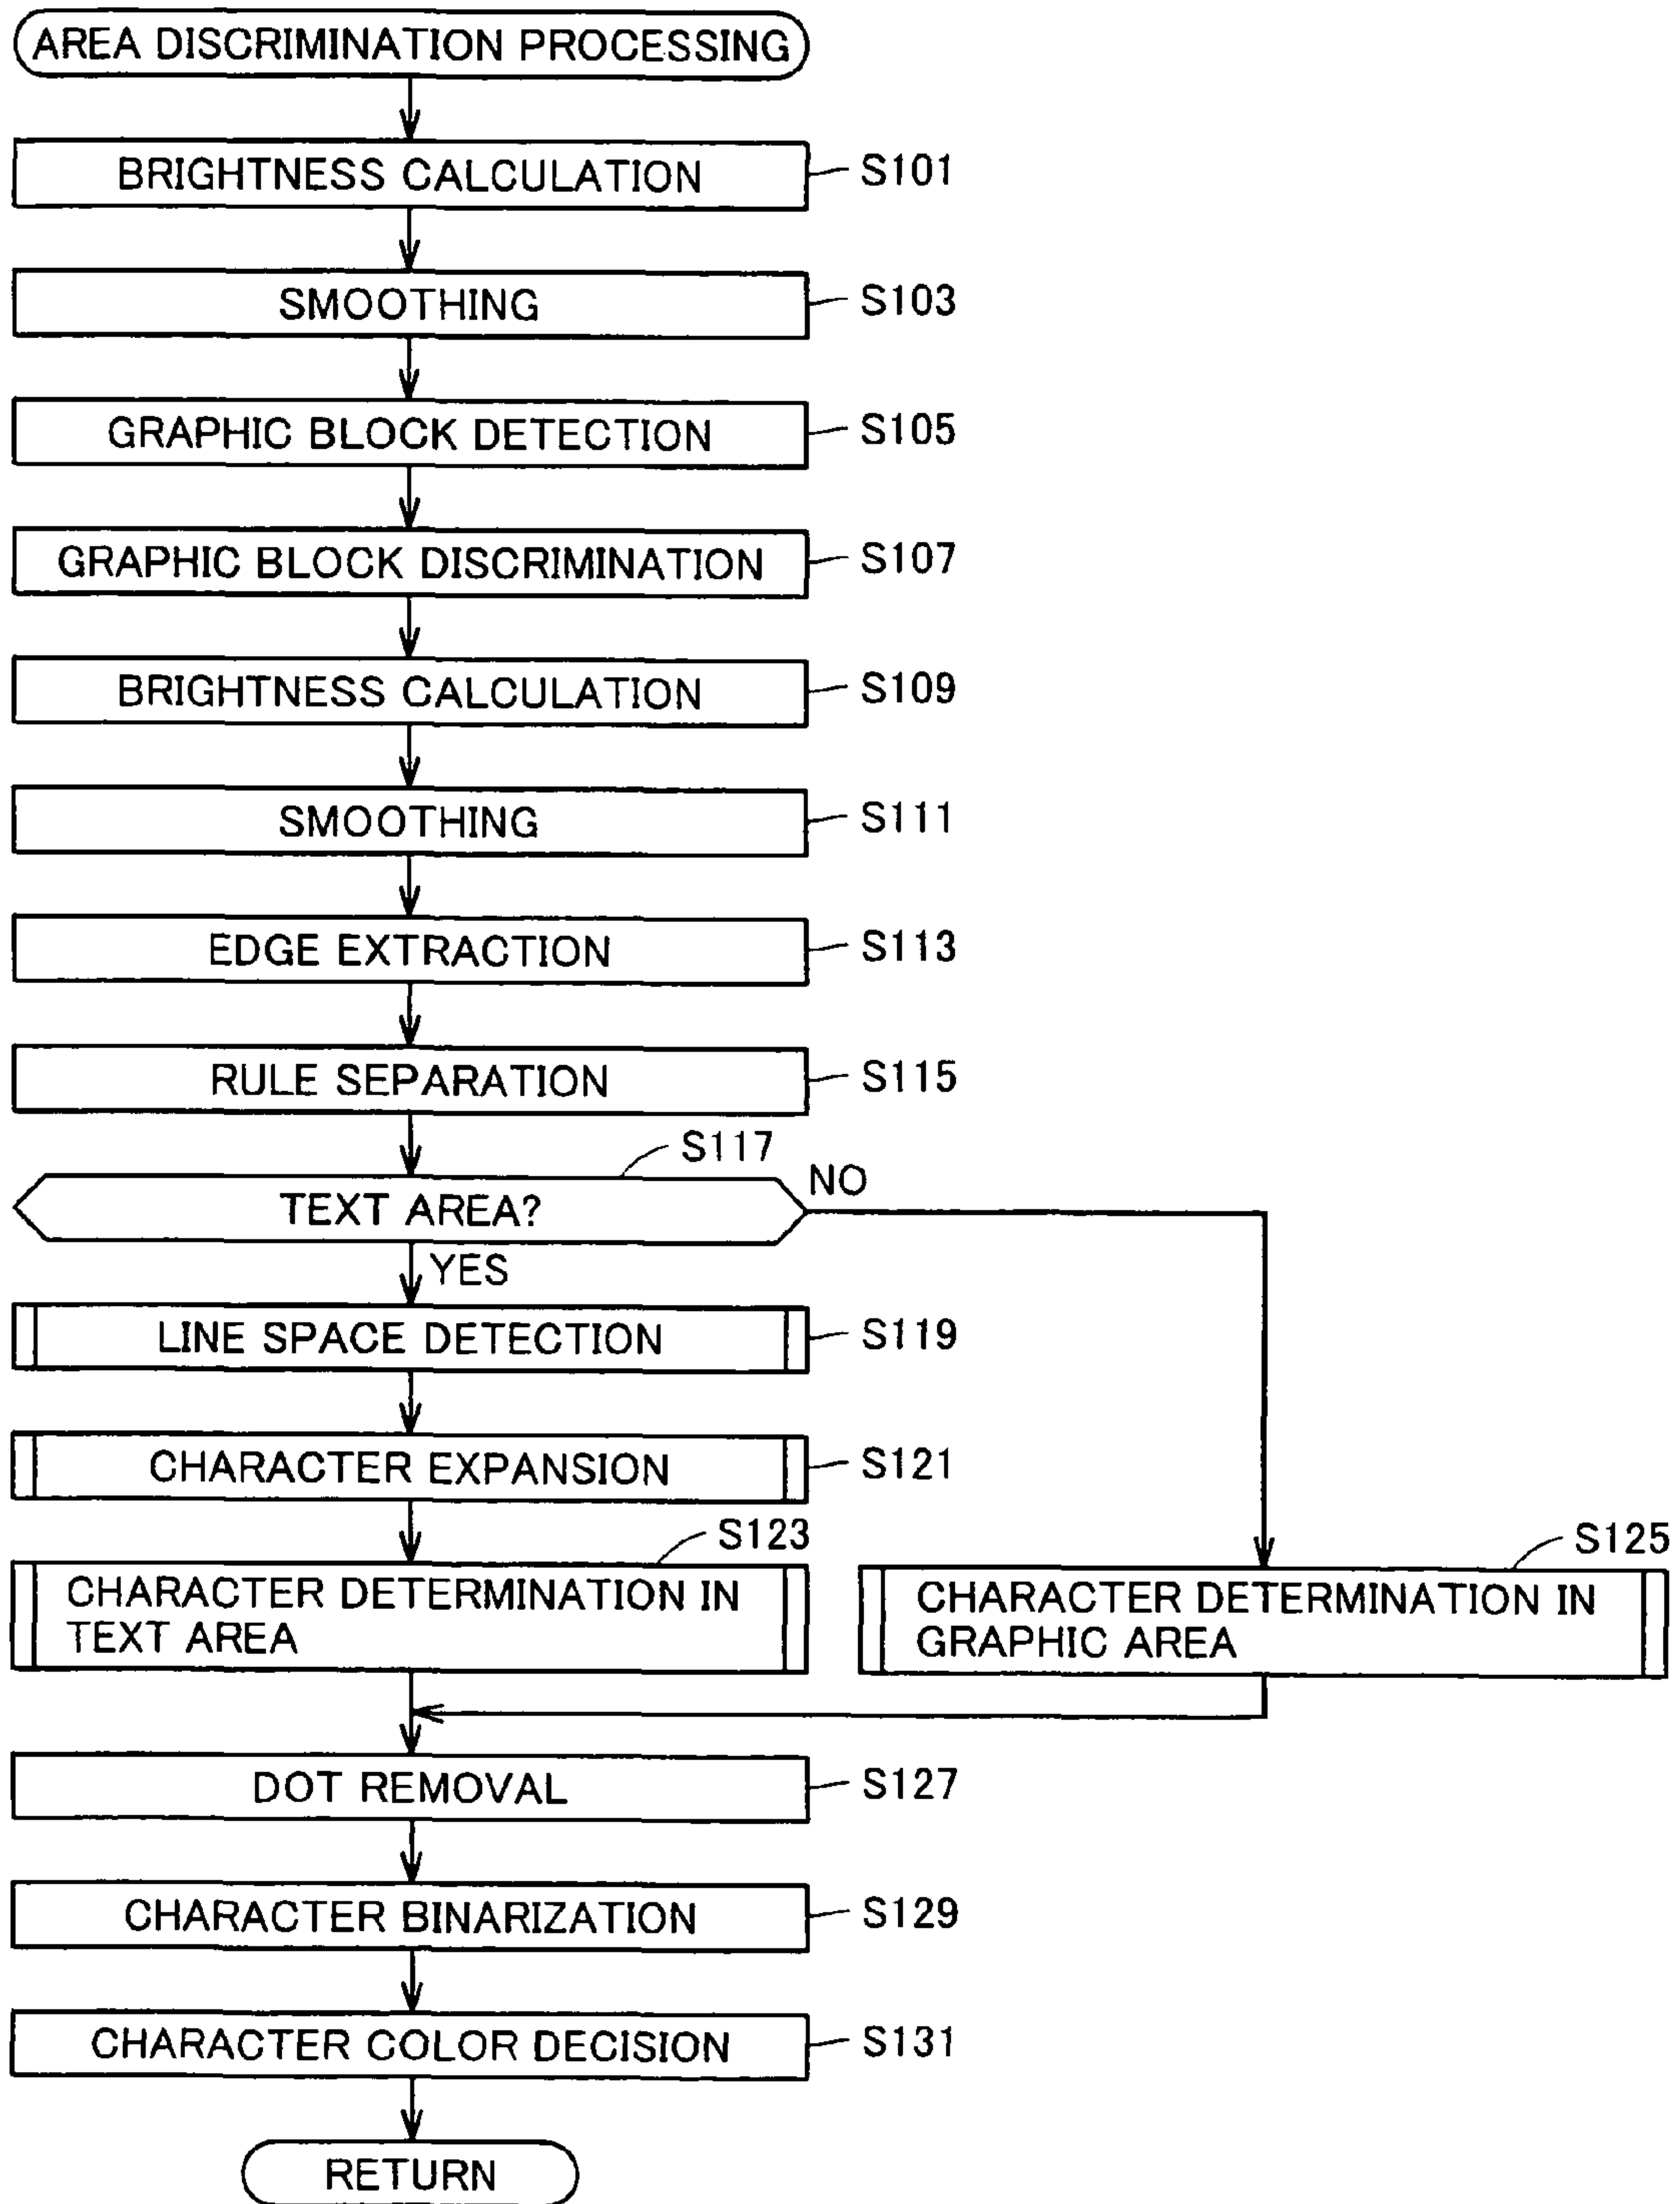 AREA DISCRIMINATION PROCESSING
BRIGHTNESS CALCULATION
S101
SMOOTHING
S103
GRAPHIC BLOCK DETECTION
S105
GRAPHIC BLOCK DISCRIMINATION
S107
BRIGHTNESS CALCULATION
S109
SMOOTHING
S111
EDGE EXTRACTION
S113
RULE SEPARATION
S115
S117
TEXT AREA?
NO
YES
LINE SPACE DETECTION
S119
CHARACTER EXPANSION
S121
S123
CHARACTER DETERMINATION IN
TEXT AREA
S125
CHARACTER DETERMINATION IN
GRAPHIC AREA
DOT REMOVAL
S127
CHARACTER BINARIZATION
S129
CHARACTER COLOR DECISION
S131
RETURN